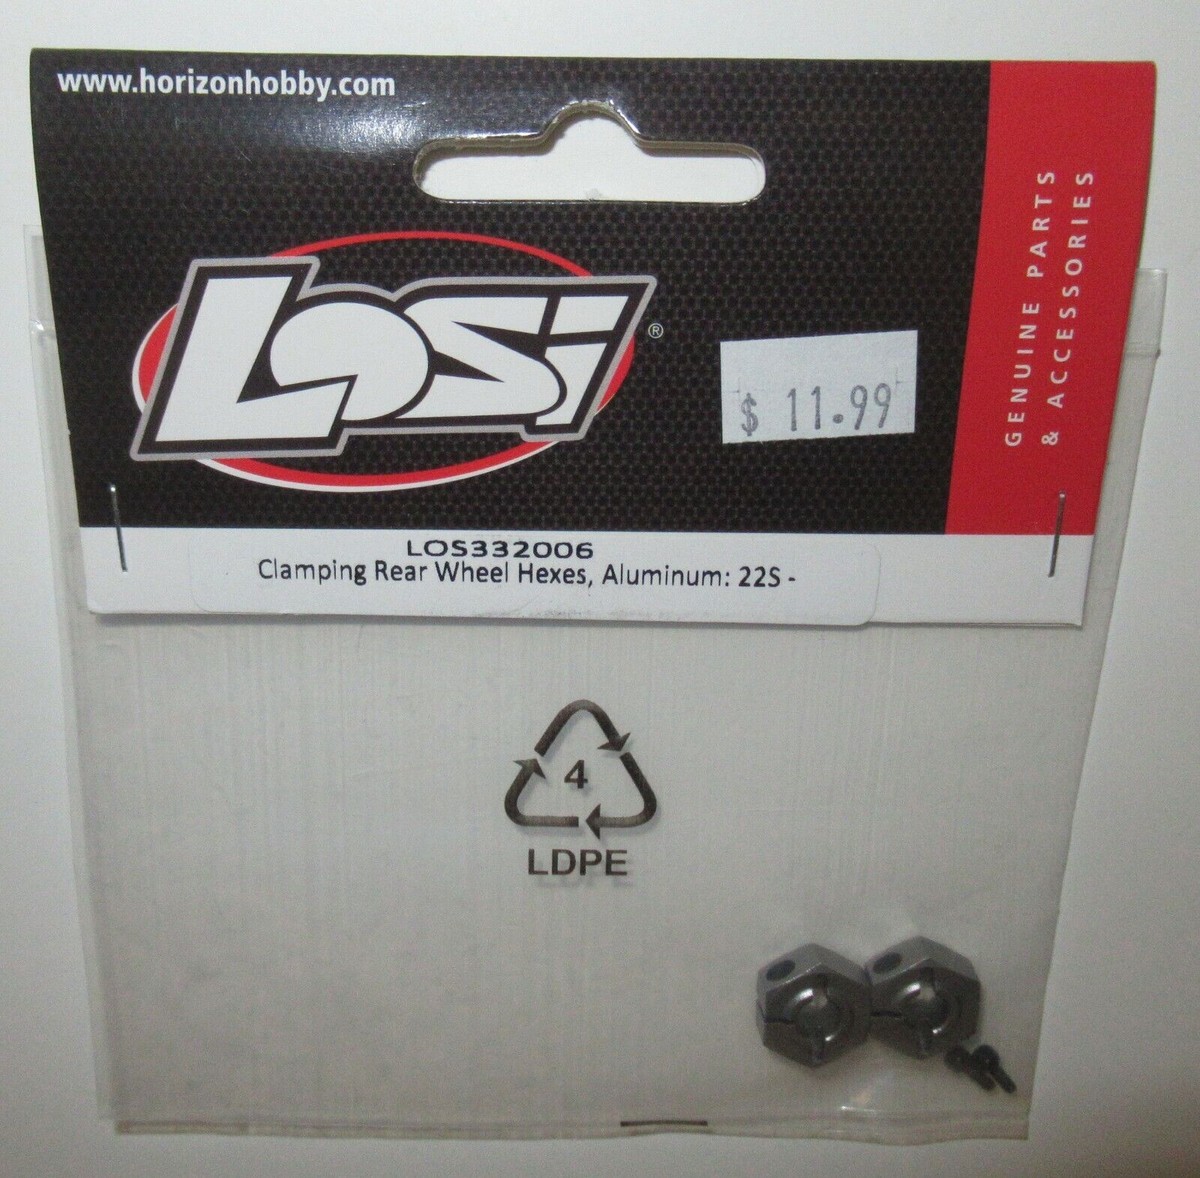 www.horizonhobby.com
LOSi
®
$ 11.99
GENUINE PARTS
& ACCESSORIES
LOS332006
Clamping Rear Wheel Hexes, Aluminum: 22S -
4
LDPE